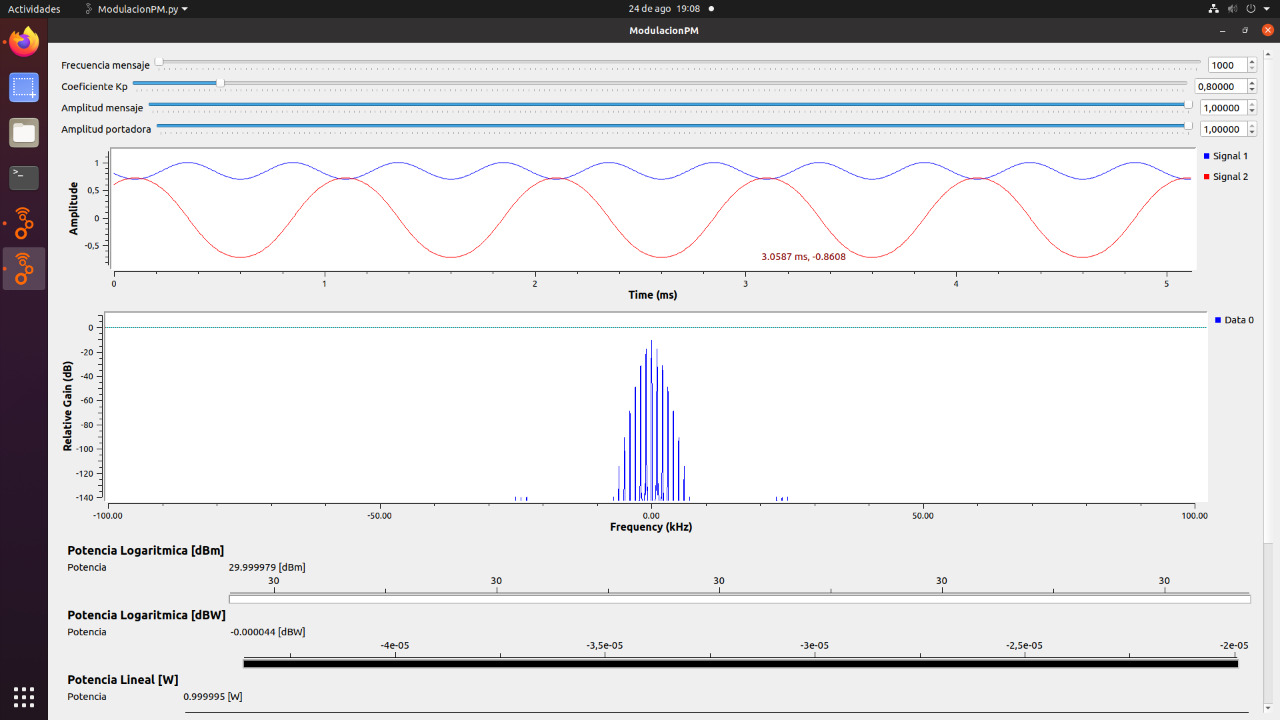 Actividades ModulacionPM.py 24 de ago 19:08
ModulacionPM
Frecuencia mensaje 1000
Coeficiente Kp 0,80000
Amplitud mensaje 1,00000
Amplitud portadora 1,00000
Signal 1
Signal 2
Amplitude
1
0,5
0
-0,5
3.0587 ms, -0.8608
0 1 2 3 4 5
Time (ms)
Data 0
Relative Gain (dB)
0
-20
-40
-60
-80
-100
-120
-140
-100.00 -50.00 0.00 50.00 100.00
Frequency (kHz)
Potencia Logaritmica [dBm]
Potencia 29.999979 [dBm]
30 30 30 30 30
Potencia Logaritmica [dBW]
Potencia -0.000044 [dBW]
-4e-05 -3,5e-05 -3e-05 -2,5e-05 -2e-05
Potencia Lineal [W]
Potencia 0.999995 [W]